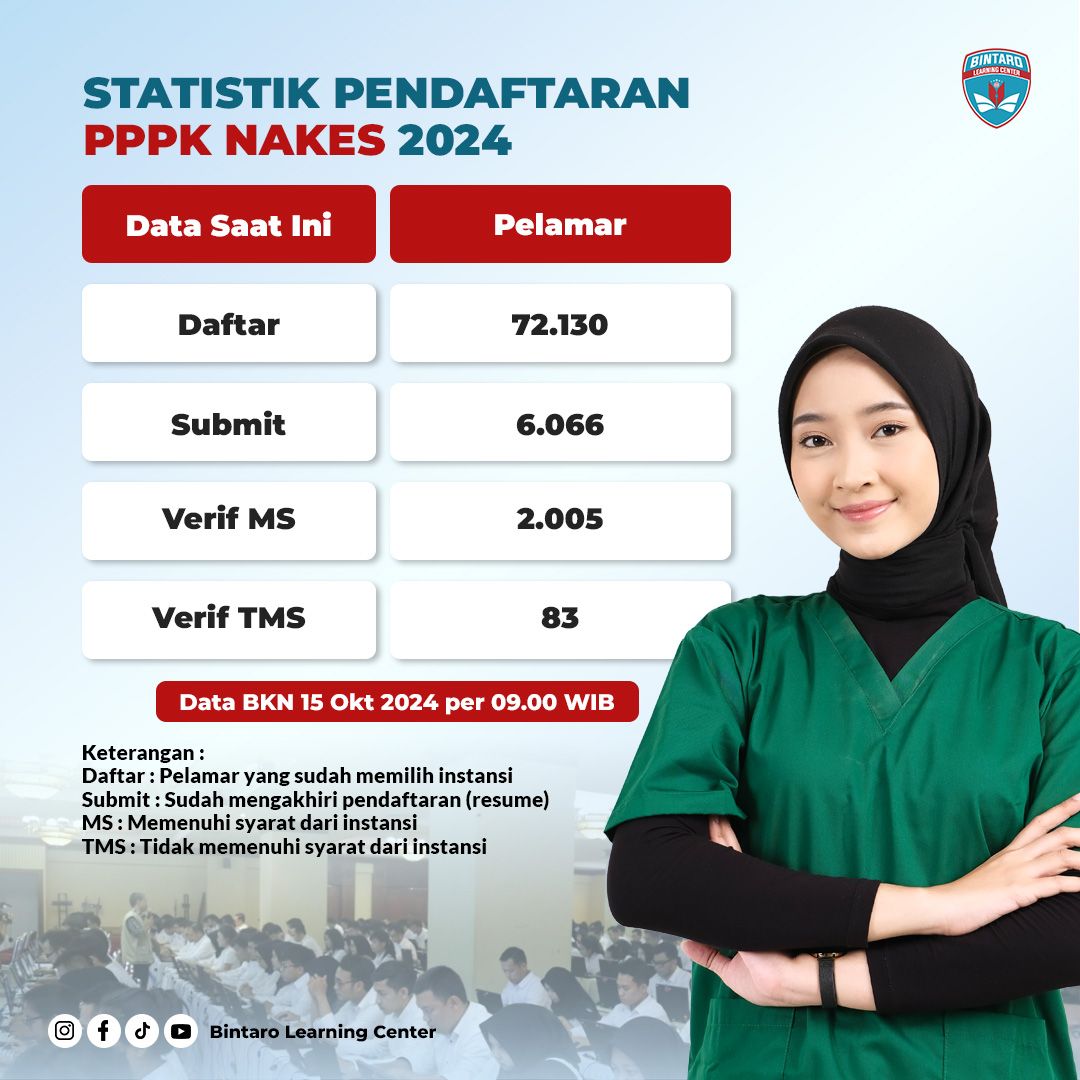 BINTARO
LEARNING CENTER
STATISTIK PENDAFTARAN
PPPK NAKES 2024
Data Saat Ini
Pelamar
Daftar
72.130
Submit
6.066
Verif MS
2.005
Verif TMS
83
Data BKN 15 Okt 2024 per 09.00 WIB
Keterangan :
Daftar : Pelamar yang sudah memilih instansi
Submit : Sudah mengakhiri pendaftaran (resume)
MS : Memenuhi syarat dari instansi
TMS : Tidak memenuhi syarat dari instansi
Bintaro Learning Center